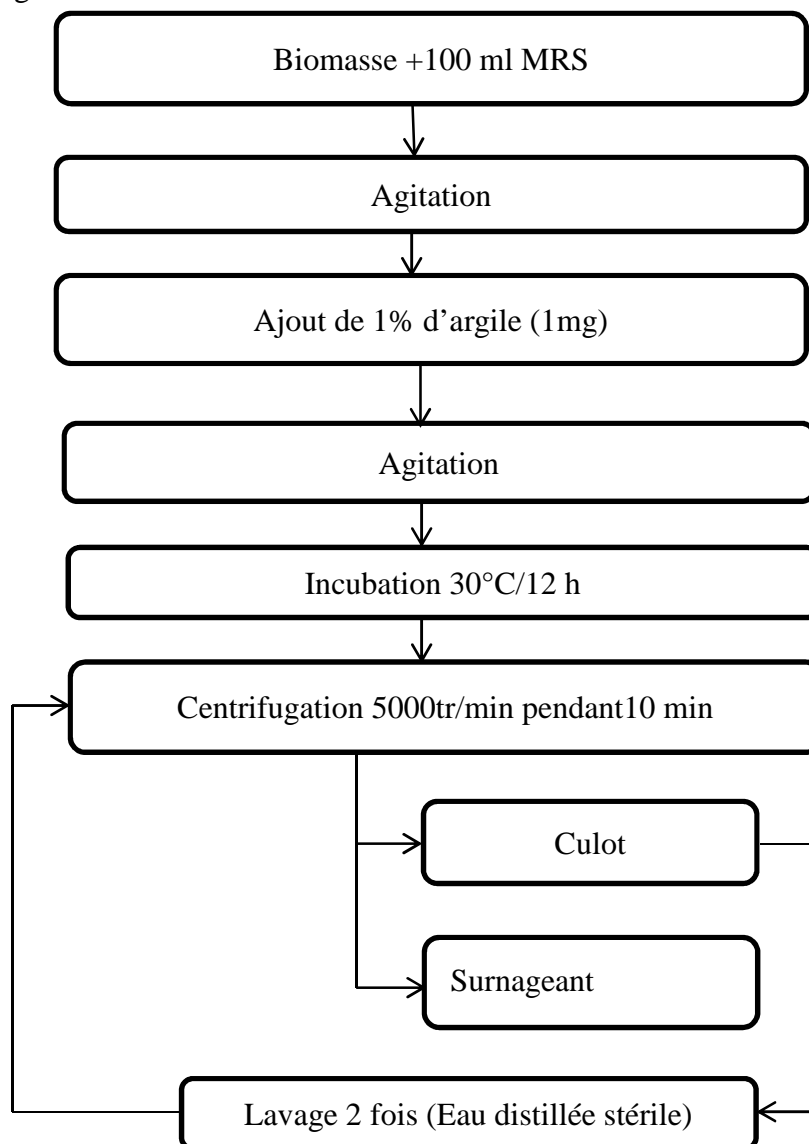 Biomasse +100 ml MRS
Agitation
Ajout de 1% d’argile (1mg)
Agitation
Incubation 30°C/12 h
Centrifugation 5000tr/min pendant10 min
Culot
Surnageant
Lavage 2 fois (Eau distillée stérile)